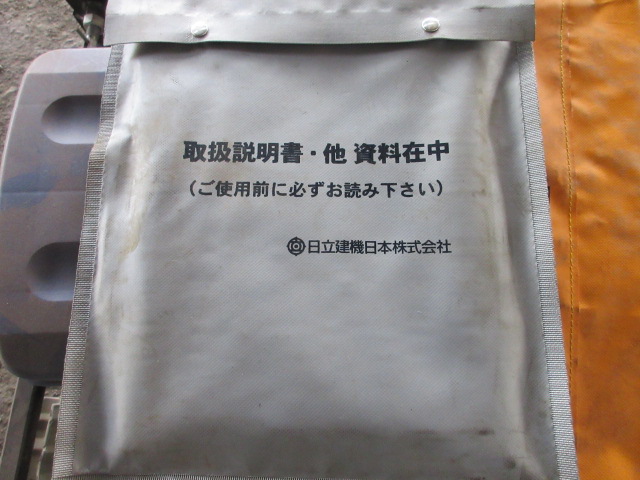 取扱説明書・他 資料在中
（ご使用前に必ずお読み下さい）
日立建機日本株式会社